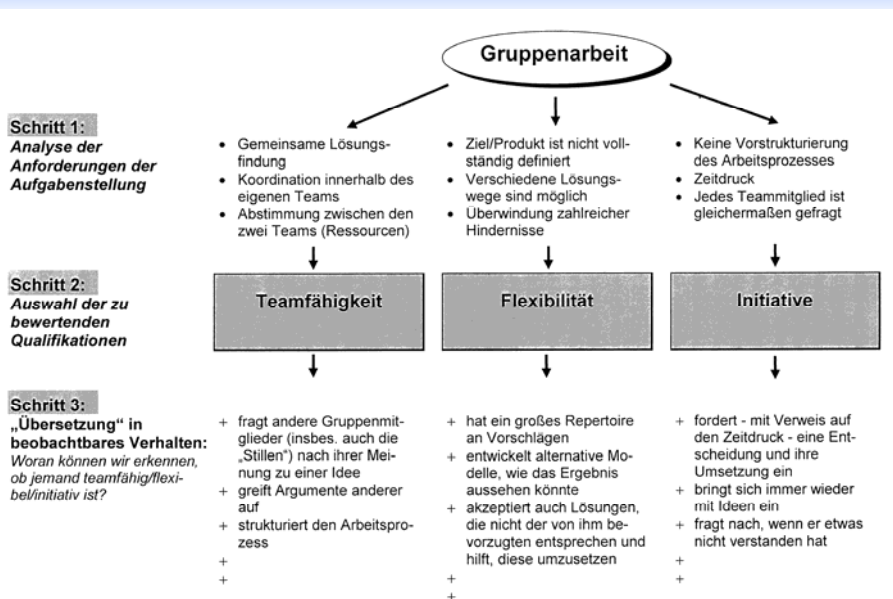 Gruppenarbeit
Schritt 1:
Analyse der
Anforderungen der
Aufgabenstellung
• Gemeinsame Lösungs-
findung
• Koordination innerhalb des
eigenen Teams
• Abstimmung zwischen den
zwei Teams (Ressourcen)
• Ziel/Produkt ist nicht voll-
ständig definiert
• Verschiedene Lösungs-
wege sind möglich
• Überwindung zahlreicher
Hindernisse
• Keine Vorstrukturierung
des Arbeitsprozesses
• Zeitdruck
• Jedes Teammitglied ist
gleichermaßen gefragt
Schritt 2:
Auswahl der zu
bewertenden
Qualifikationen
Teamfähigkeit
Flexibilität
Initiative
Schritt 3:
„Übersetzung“ in
beobachtbares Verhalten:
Woran können wir erkennen,
ob jemand teamfähig/flexi-
bel/initiativ ist?
+ fragt andere Gruppenmit-
glieder (insbes. auch die
„Stillen“) nach ihrer Mei-
nung zu einer Idee
+ greift Argumente anderer
auf
+ strukturiert den Arbeitspro-
zess
+
+
+ hat ein großes Repertoire
an Vorschlägen
+ entwickelt alternative Mo-
delle, wie das Ergebnis
aussehen könnte
+ akzeptiert auch Lösungen,
die nicht der von ihm be-
vorzugten entsprechen und
hilft, diese umzusetzen
+
+
+ fordert - mit Verweis auf
den Zeitdruck - eine Ent-
scheidung und ihre
Umsetzung ein
+ bringt sich immer wieder
mit Ideen ein
+ fragt nach, wenn er etwas
nicht verstanden hat
+
+